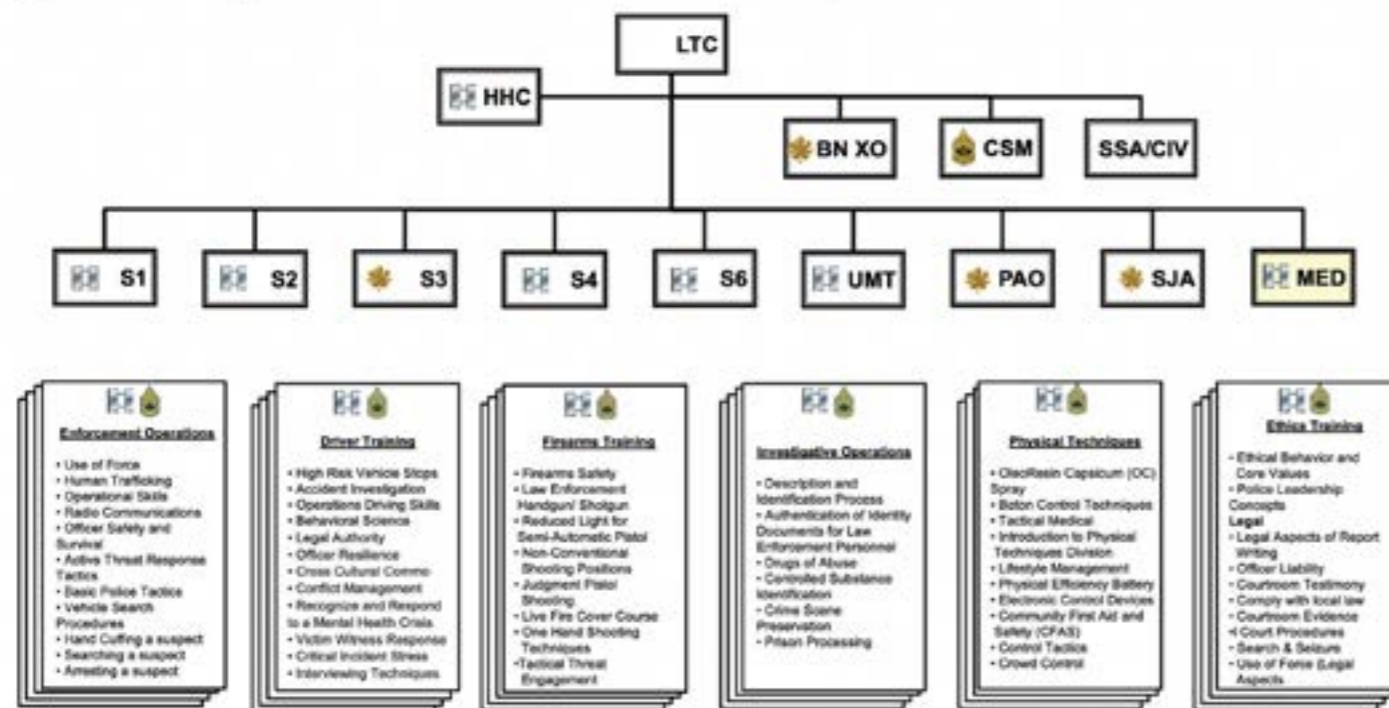 LTC
HHC
BN XO
CSM
SSA/CIV
S1
S2
S3
S4
S6
UMT
PAO
SJA
MED
Enforcement Operations
• Use of Force
• Human Trafficking
• Operational Skills
• Radio Communications
• Officer Safety and
Survival
• Active Threat Response
Tactics
• Basic Police Tactics
• Vehicle Search
Procedures
• Hand Cuffing a suspect
• Searching a suspect
• Arresting a suspect
Driver Training
• High Risk Vehicle Stops
• Accident Investigation
• Operations Driving Skills
• Behavioral Science
• Legal Authority
• Officer Resilience
• Cross Cultural Commo
• Conflict Management
• Recognize and Respond
to a Mental Health Crisis
• Victim Witness Response
• Critical Incident Stress
• Interviewing Techniques
Firearms Training
• Firearms Safety
• Law Enforcement
Handgun/ Shotgun
• Reduced Light for
Semi-Automatic Pistol
• Non-Conventional
Shooting Positions
• Judgment Pistol
Shooting
• Live Fire Cover Course
• One Hand Shooting
Techniques
•Tactical Threat
Engagement
Investigative Operations
• Description and
Identification Process
• Authentication of Identity
Documents for Law
Enforcement Personnel
• Drugs of Abuse
• Controlled Substance
Identification
• Crime Scene
Preservation
• Prison Processing
Physical Techniques
• OleoResin Capsicum (OC)
Spray
• Baton Control Techniques
• Tactical Medical
• Introduction to Physical
Techniques Division
• Lifestyle Management
• Physical Efficiency Battery
• Electronic Control Devices
• Community First Aid and
Safety (CFAS)
• Control Tactics
• Crowd Control
Ethics Training
• Ethical Behavior and
Core Values
• Police Leadership
Concepts
Legal
• Legal Aspects of Report
Writing
• Officer Liability
• Courtroom Testimony
• Comply with local law
• Courtroom Evidence
• Court Procedures
• Search & Seizure
• Use of Force (Legal
Aspects